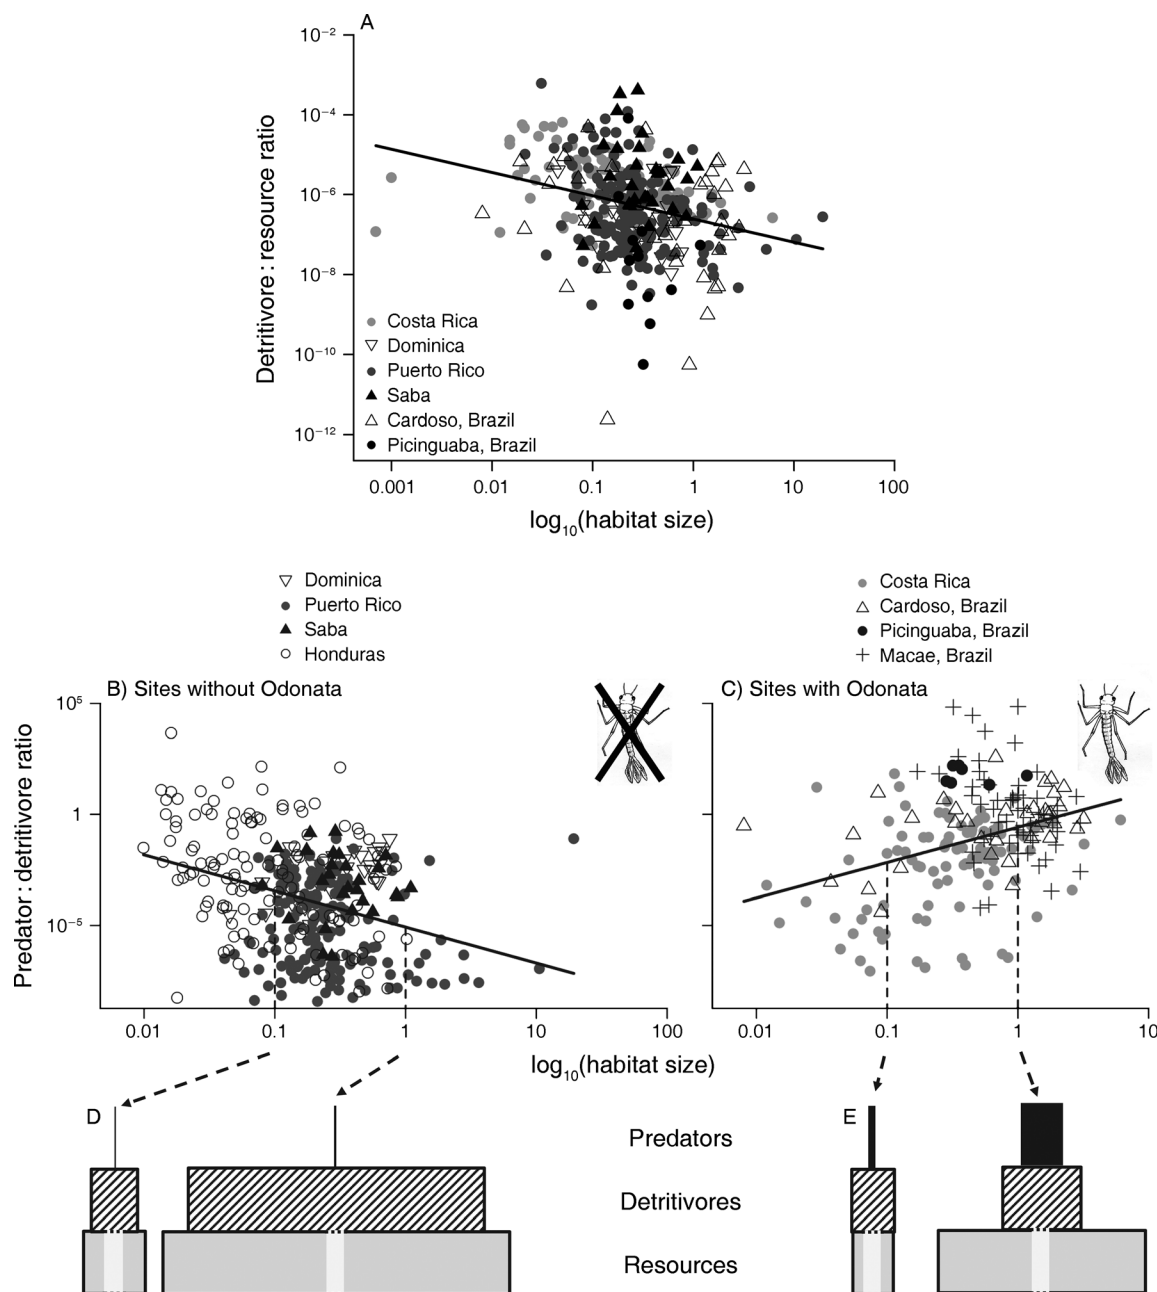 A
10⁻²
10⁻⁴
10⁻⁶
10⁻⁸
10⁻¹⁰
10⁻¹²
Detritivore : resource ratio
Costa Rica
Dominica
Puerto Rico
Saba
Cardoso, Brazil
Picinguaba, Brazil
0.001 0.01 0.1 1 10 100
log₁₀(habitat size)
Dominica
Puerto Rico
Saba
Honduras
Costa Rica
Cardoso, Brazil
Picinguaba, Brazil
Macae, Brazil
B) Sites without Odonata
C) Sites with Odonata
10⁵
1
10⁻⁵
Predator : detritivore ratio
0.01 0.1 1 10 100
0.01 0.1 1 10
log₁₀(habitat size)
D
E
Predators
Detritivores
Resources